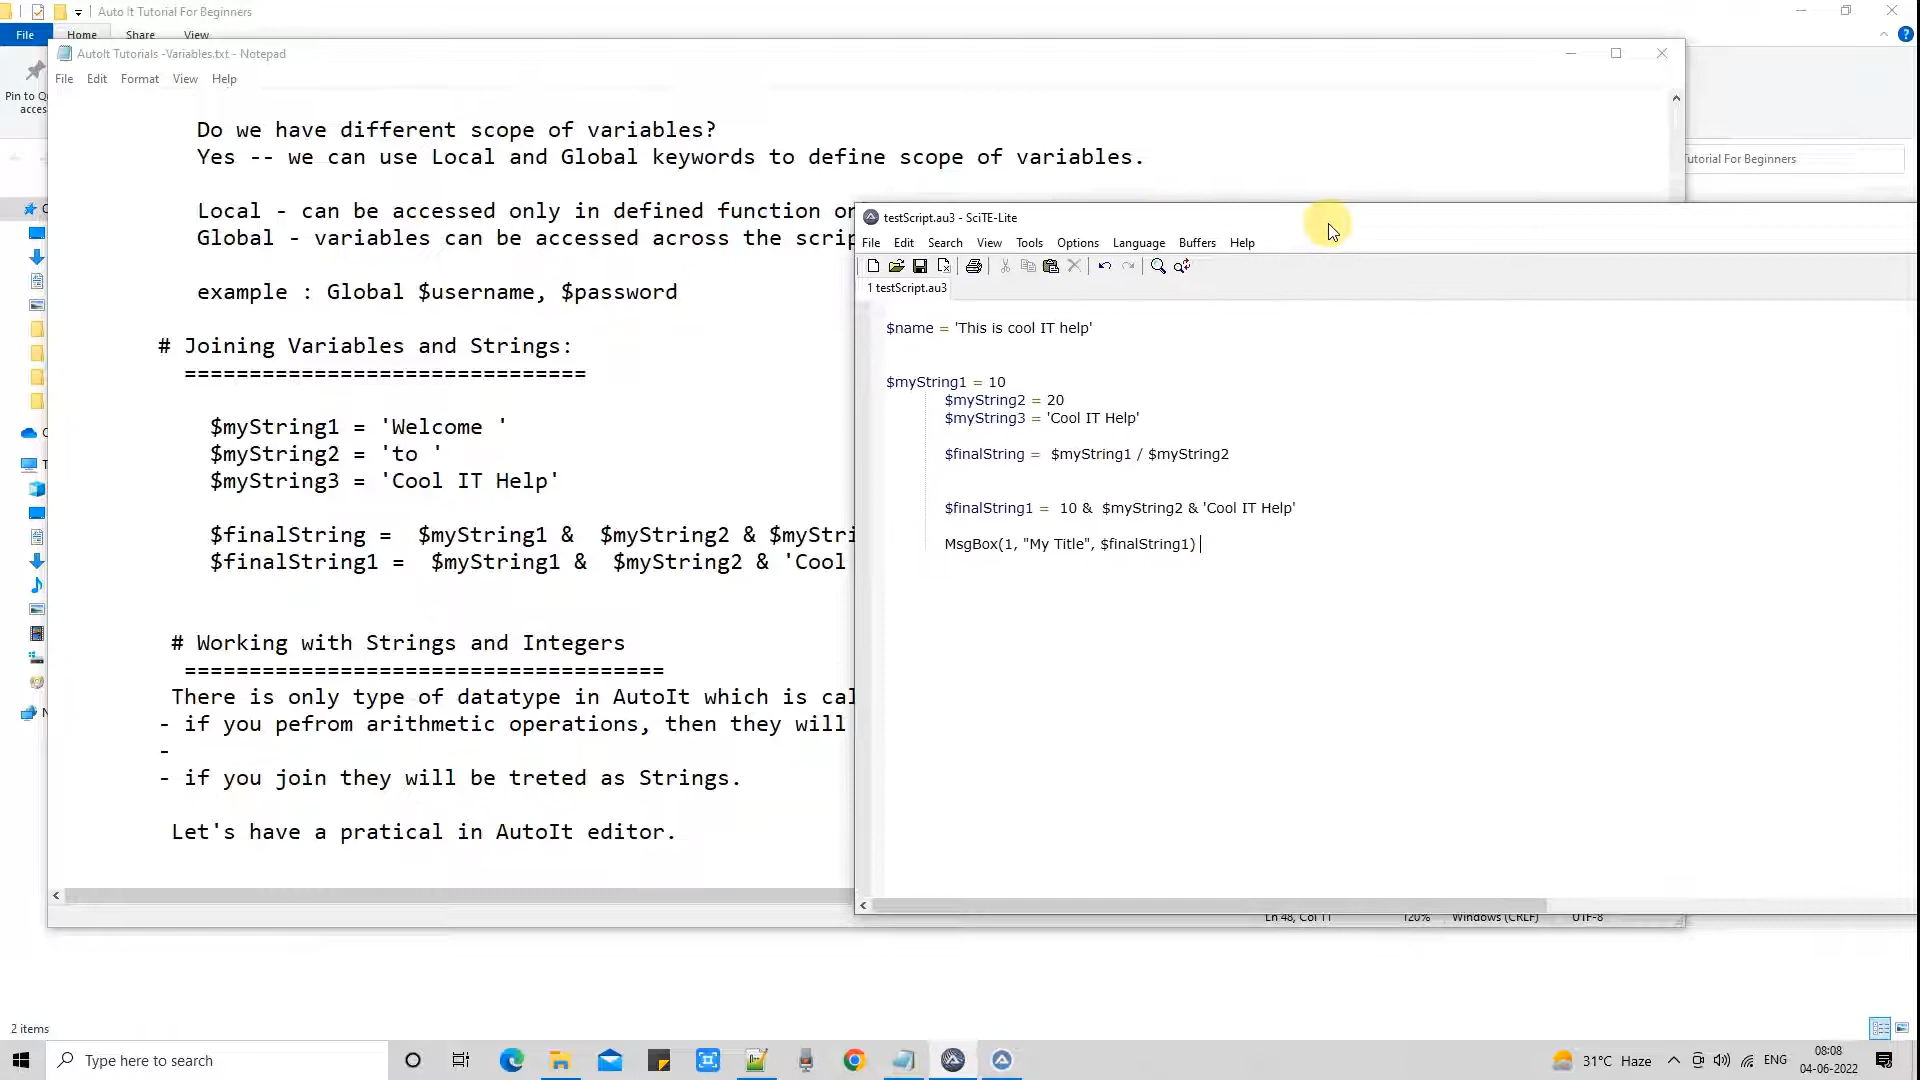 Auto It Tutorial For Beginners
File Home Share View
AutoIt Tutorials -Variables.txt - Notepad
File Edit Format View Help
Pin to Q
acces
Do we have different scope of variables?
Yes -- we can use Local and Global keywords to define scope of variables.
Local - can be accessed only in defined function o
Global - variables can be accessed across the scrip
example : Global $username, $password
# Joining Variables and Strings:
===============================
$myString1 = 'Welcome '
$myString2 = 'to '
$myString3 = 'Cool IT Help'
$finalString = $myString1 & $myString2 & $myStri
$finalString1 = $myString1 & $myString2 & 'Cool
# Working with Strings and Integers
=====================================
There is only type of datatype in AutoIt which is cal
- if you pefrom arithmetic operations, then they will
-
- if you join they will be treted as Strings.
Let's have a pratical in AutoIt editor.
Tutorial For Beginners
testScript.au3 - SciTE-Lite
File Edit Search View Tools Options Language Buffers Help
1 testScript.au3
$name = 'This is cool IT help'
$myString1 = 10
$myString2 = 20
$myString3 = 'Cool IT Help'
$finalString = $myString1 / $myString2
$finalString1 = 10 & $myString2 & 'Cool IT Help'
MsgBox(1, "My Title", $finalString1)
Ln 48, Col 11 120% Windows (CRLF) UTF-8
2 items
Type here to search
31°C Haze ENG 08:08
04-06-2022